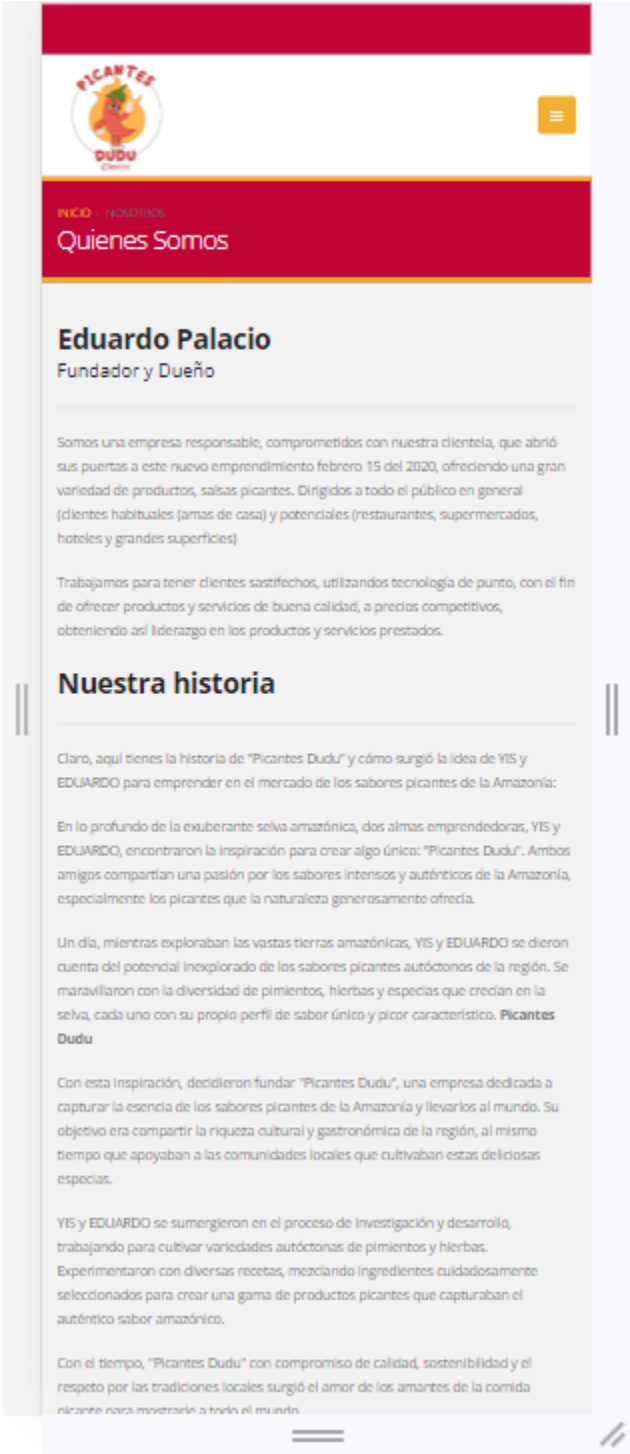 PICANTES
DUDU
INICIO - NOSOTROS
Quienes Somos
Eduardo Palacio
Fundador y Dueño
Somos una empresa responsable, comprometidos con nuestra clientela, que abrió
sus puertas a este nuevo emprendimiento febrero 15 del 2020, ofreciendo una gran
variedad de productos, salsas picantes. Dirigidos a todo el público en general
(clientes habituales (amas de casa) y potenciales (restaurantes, supermercados,
hoteles y grandes superficies)
Trabajamos para tener clientes sastifechos, utilizandos tecnología de punto, con el fin
de ofrecer productos y servicios de buena calidad, a precios competitivos,
obteniendo así liderazgo en los productos y servicios prestados.
Nuestra historia
Claro, aquí tienes la historia de "Picantes Dudu" y cómo surgió la idea de YIS y
EDUARDO para emprender en el mercado de los sabores picantes de la Amazonía:
En lo profundo de la exuberante selva amazónica, dos almas emprendedoras, YIS y
EDUARDO, encontraron la inspiración para crear algo único: "Picantes Dudu". Ambos
amigos compartían una pasión por los sabores intensos y auténticos de la Amazonía,
especialmente los picantes que la naturaleza generosamente ofrecía.
Un día, mientras exploraban las vastas tierras amazónicas, YIS y EDUARDO se dieron
cuenta del potencial inexplorado de los sabores picantes autóctonos de la región. Se
maravillaron con la diversidad de pimientos, hierbas y especias que crecían en la
selva, cada uno con su propio perfil de sabor único y picor característico. Picantes
Dudu
Con esta inspiración, decidieron fundar "Picantes Dudu", una empresa dedicada a
capturar la esencia de los sabores picantes de la Amazonía y llevarlos al mundo. Su
objetivo era compartir la riqueza cultural y gastronómica de la región, al mismo
tiempo que apoyaban a las comunidades locales que cultivaban estas deliciosas
especias.
YIS y EDUARDO se sumergieron en el proceso de investigación y desarrollo,
trabajando para cultivar variedades autóctonas de pimientos y hierbas.
Experimentaron con diversas recetas, mezclando ingredientes cuidadosamente
seleccionados para crear una gama de productos picantes que capturaban el
auténtico sabor amazónico.
Con el tiempo, "Picantes Dudu" con compromiso de calidad, sostenibilidad y el
respeto por las tradiciones locales surgió el amor de los amantes de la comida
picante para mostrarle a todo el mundo.